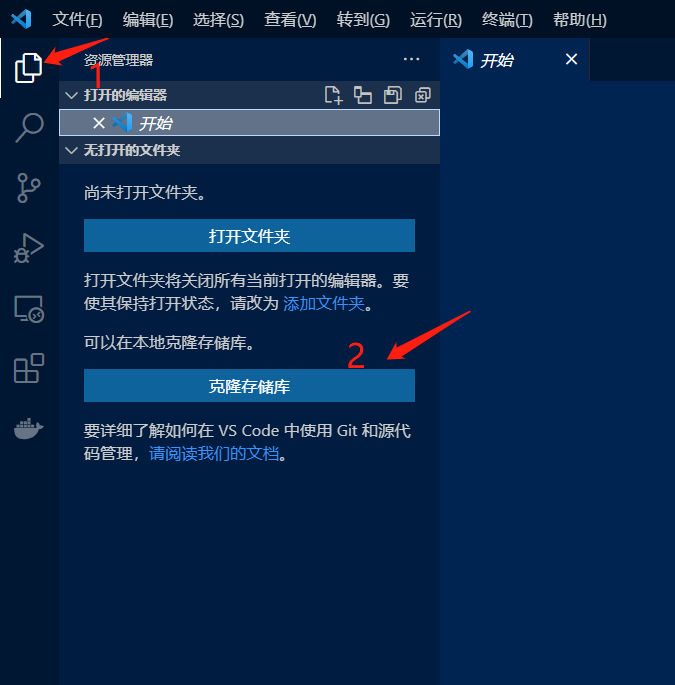 文件(F) 编辑(E) 选择(S) 查看(V) 转到(G) 运行(R) 终端(T) 帮助(H)
资源管理器
1
打开的编辑器
开始
无打开的文件夹
尚未打开文件夹。
打开文件夹
打开文件夹将关闭所有当前打开的编辑器。要
使其保持打开状态，请改为 添加文件夹。
可以在本地克隆存储库。
2
克隆存储库
要详细了解如何在 VS Code 中使用 Git 和源代
码管理，请阅读我们的文档。
开始